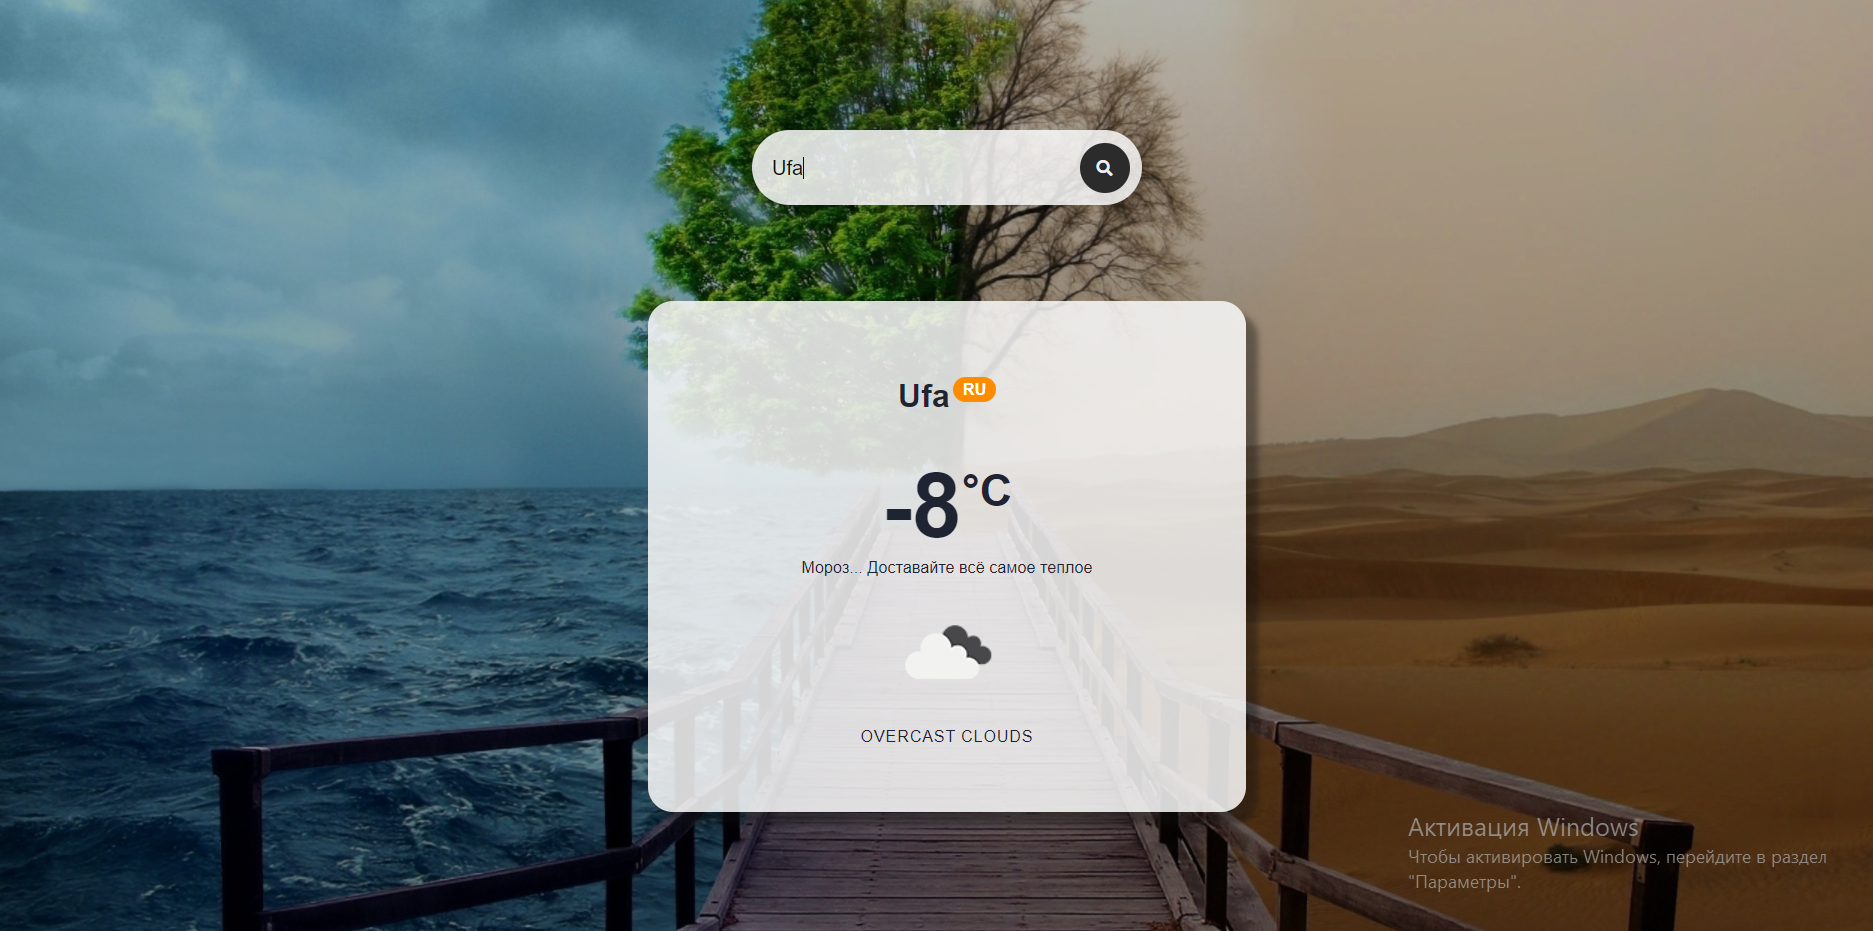 Ufa
Ufa RU
-8°C
Мороз... Доставайте всё самое теплое
OVERCAST CLOUDS
Активация Windows
Чтобы активировать Windows, перейдите в раздел
"Параметры".